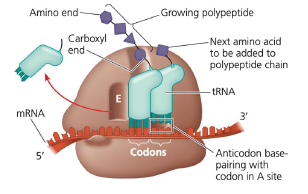 Amino end
Growing polypeptide
Carboxyl
end
Next amino acid
to be added to
polypeptide chain
E
tRNA
mRNA
3'
5'
Codons
Anticodon base-
pairing with
codon in A site